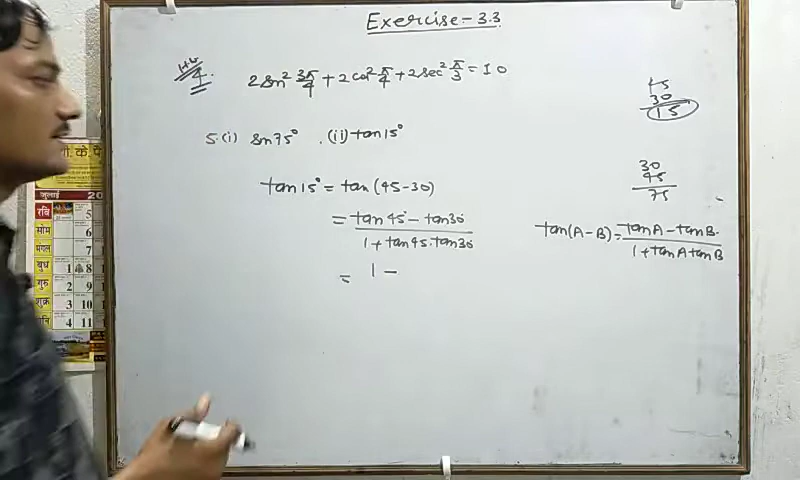 Exercise-3.3
H.W
4. 2sin² 3π/4 + 2cos² π/4 + 2sec² π/3 = 10
5.(i) sin75° , (ii) tan15°
tan15° = tan(45-30)
= tan45 - tan30 / 1 + tan45.tan30
= 1 -
45
30
15
30
45
75
tan(A-B) = tanA - tanB / 1 + tanA tanB
जुलाई 20
रवि 5
सोम 6
मंगल 7
बुध 1 8
गुरु 2 9
शुक्र 3 10
शनि 4 11